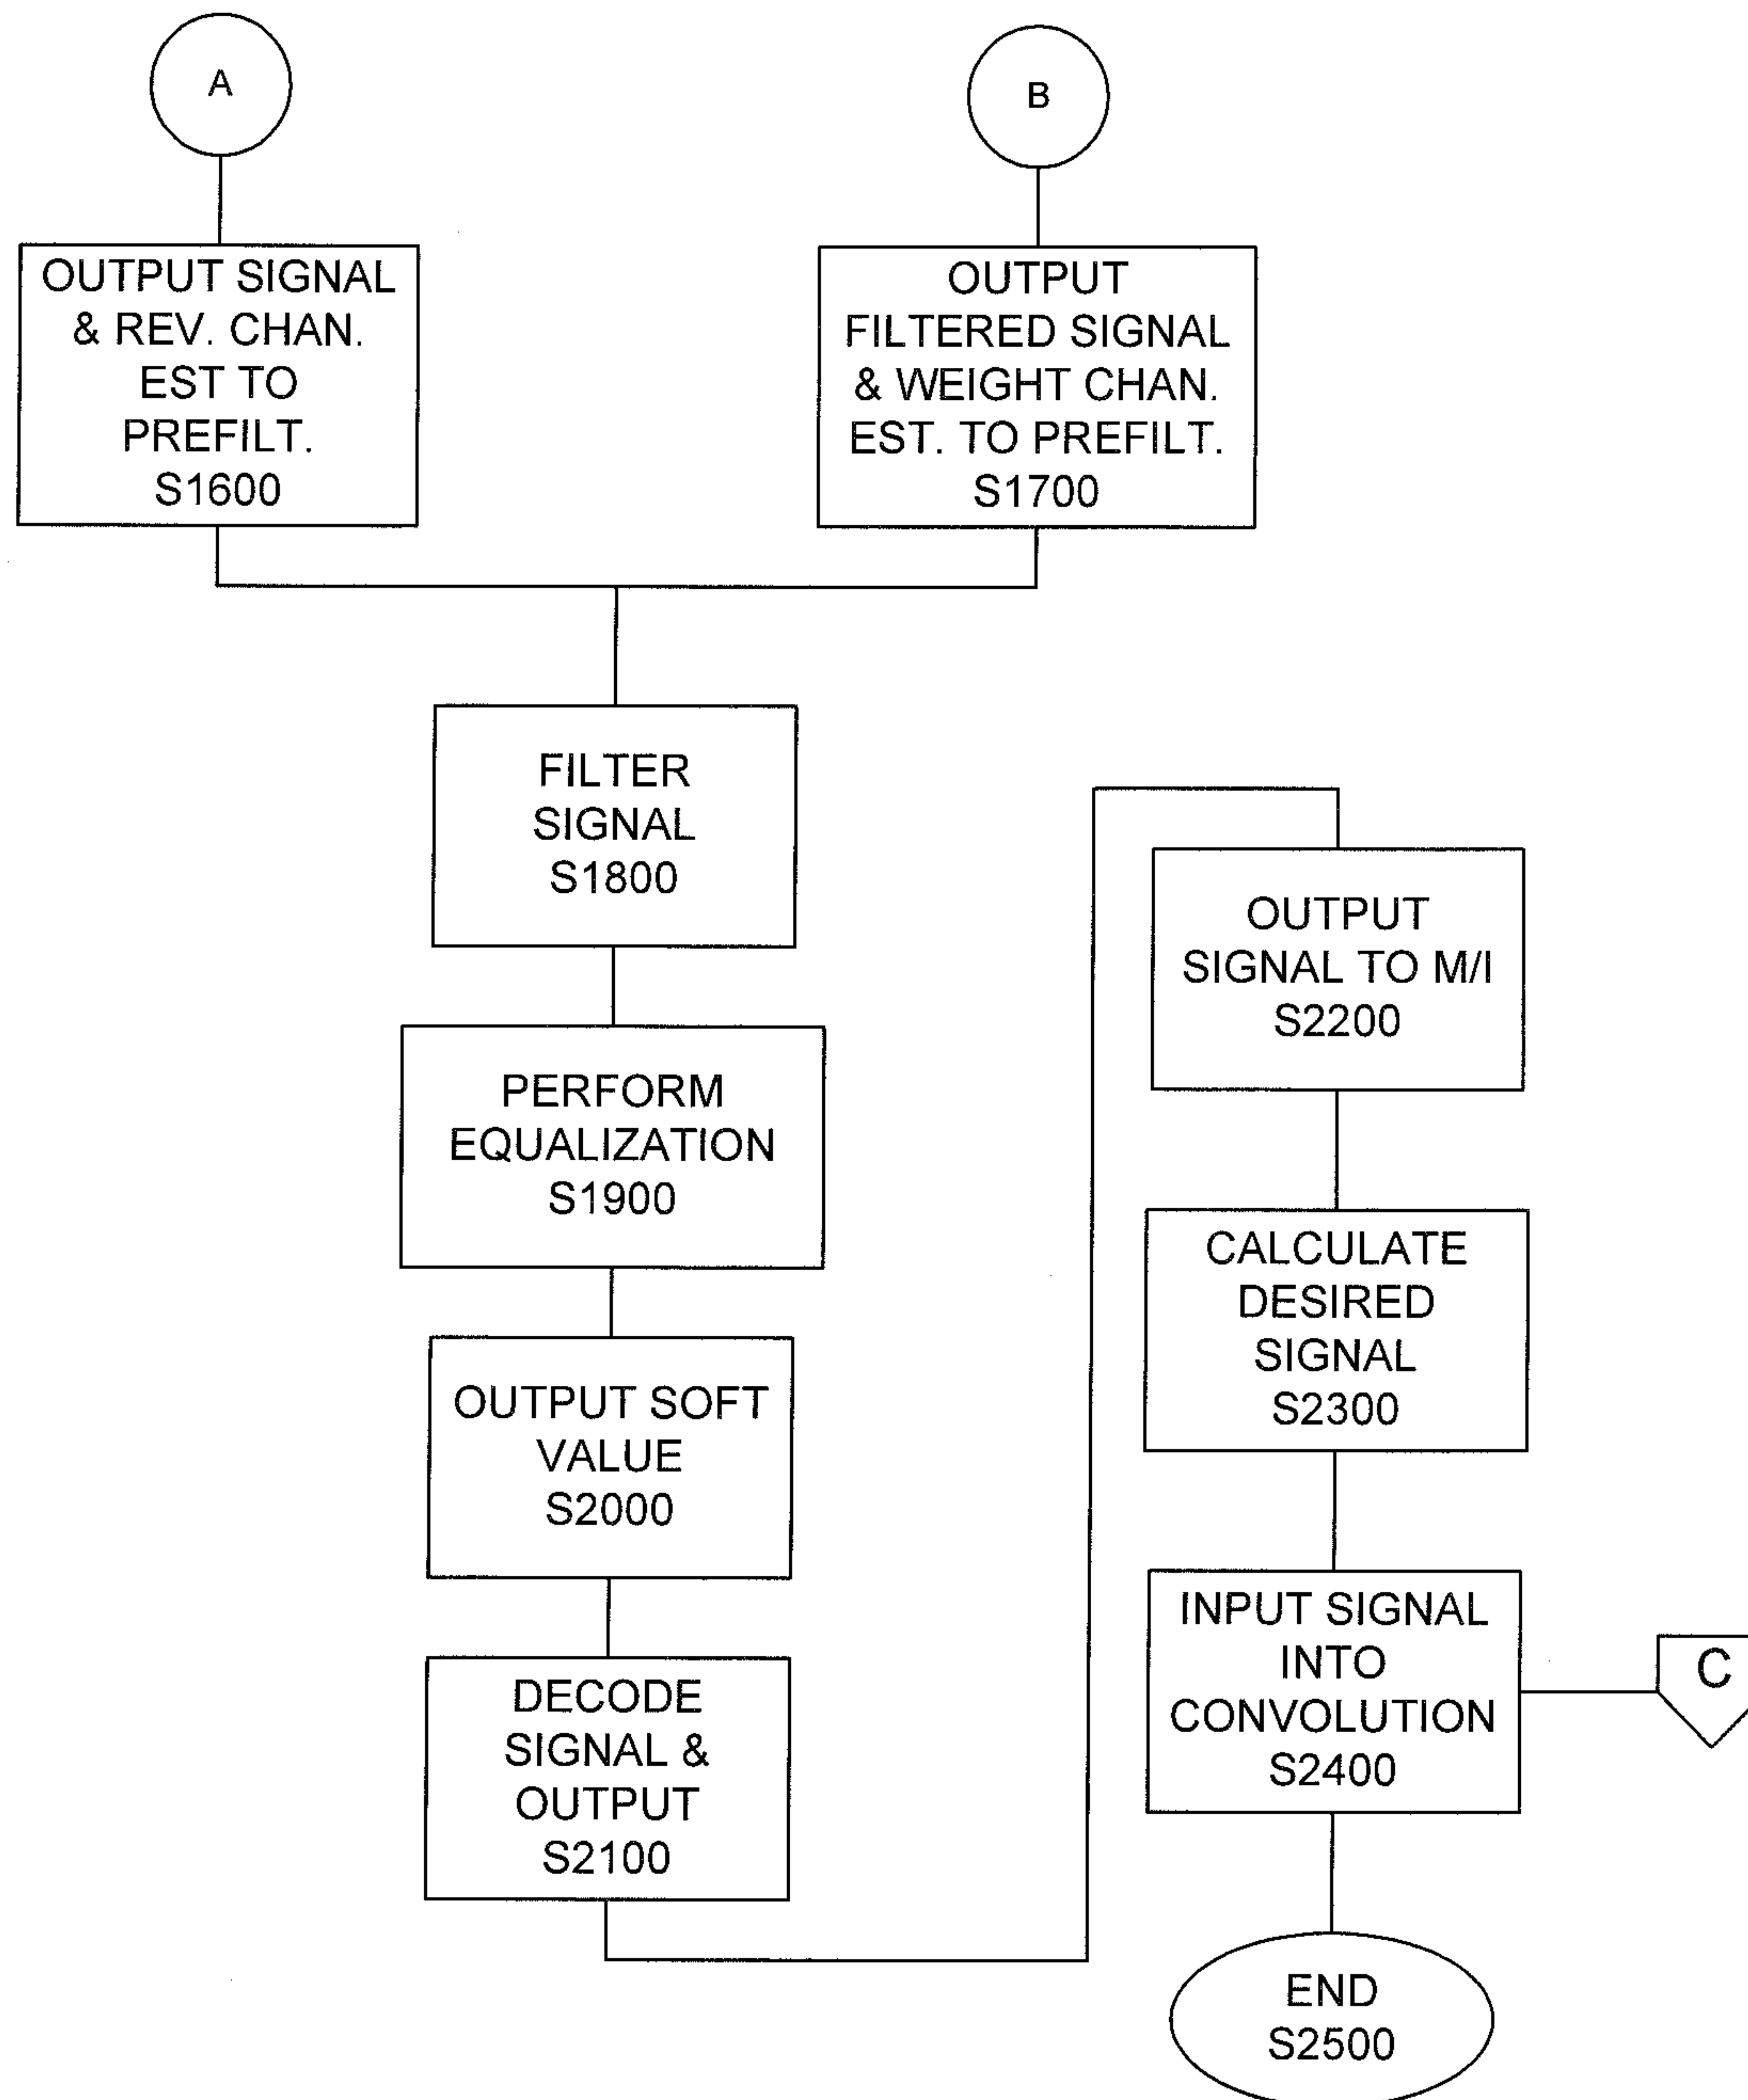 A
B
OUTPUT SIGNAL
& REV. CHAN.
EST TO
PREFILT.
S1600
OUTPUT
FILTERED SIGNAL
& WEIGHT CHAN.
EST. TO PREFILT.
S1700
FILTER
SIGNAL
S1800
PERFORM
EQUALIZATION
S1900
OUTPUT SOFT
VALUE
S2000
DECODE
SIGNAL &
OUTPUT
S2100
OUTPUT
SIGNAL TO M/I
S2200
CALCULATE
DESIRED
SIGNAL
S2300
INPUT SIGNAL
INTO
CONVOLUTION
S2400
C
END
S2500